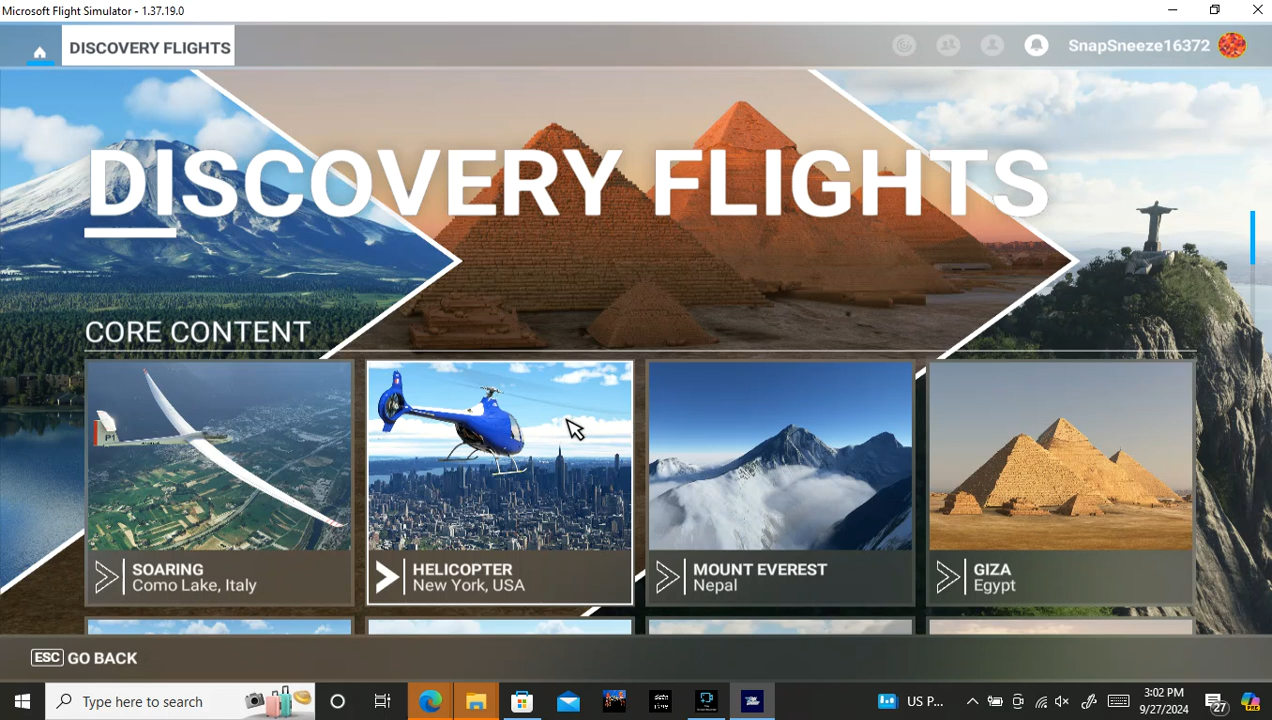 Microsoft Flight Simulator - 1.37.19.0
DISCOVERY FLIGHTS
SnapSneeze16372
DISCOVERY FLIGHTS
CORE CONTENT
P1
SOARING
Como Lake, Italy
HELICOPTER
New York, USA
MOUNT EVEREST
Nepal
GIZA
Egypt
ESC GO BACK
Type here to search
US P...
3:02 PM
9/27/2024
27
PRE